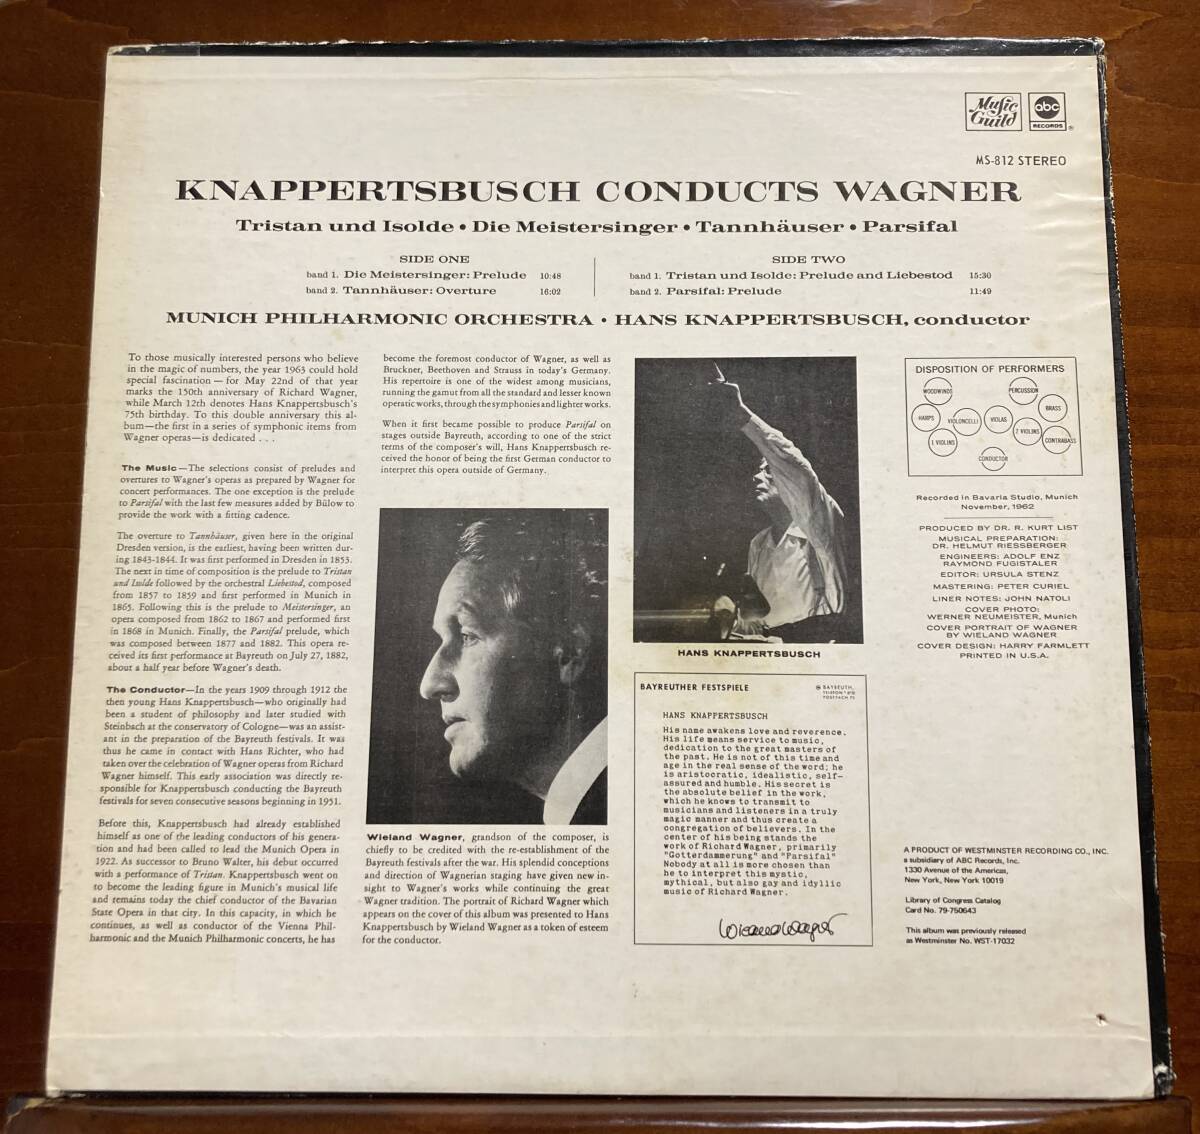 Music
Guild
abc
RECORDS
®
MS-812 STEREO
KNAPPERTSBUSCH CONDUCTS WAGNER
Tristan und Isolde • Die Meistersinger • Tannhäuser • Parsifal
SIDE ONE
band 1. Die Meistersinger: Prelude 10:48
band 2. Tannhäuser: Overture 16:02
SIDE TWO
band 1. Tristan und Isolde: Prelude and Liebestod 15:30
band 2. Parsifal: Prelude 11:49
MUNICH PHILHARMONIC ORCHESTRA • HANS KNAPPERTSBUSCH, conductor
To those musically interested persons who believe
in the magic of numbers, the year 1963 could hold
special fascination—for May 22nd of that year
marks the 150th anniversary of Richard Wagner,
while March 12th denotes Hans Knappertsbusch's
75th birthday. To this double anniversary this al-
bum—the first in a series of symphonic items from
Wagner operas—is dedicated . . .
The Music—The selections consist of preludes and
overtures to Wagner's operas as prepared by Wagner for
concert performances. The one exception is the prelude
to Parsifal with the last few measures added by Bülow to
provide the work with a fitting cadence.
The overture to Tannhäuser, given here in the original
Dresden version, is the earliest, having been written dur-
ing 1843-1844. It was first performed in Dresden in 1853.
The next in time of composition is the prelude to Tristan
und Isolde followed by the orchestral Liebestod, composed
from 1857 to 1859 and first performed in Munich in
1865. Following this is the prelude to Meistersinger, an
opera composed from 1862 to 1867 and performed first
in 1868 in Munich. Finally, the Parsifal prelude, which
was composed between 1877 and 1882. This opera re-
ceived its first performance at Bayreuth on July 27, 1882,
about a half year before Wagner's death.
The Conductor—In the years 1909 through 1912 the
then young Hans Knappertsbusch—who originally had
been a student of philosophy and later studied with
Steinbach at the conservatory of Cologne—was an assist-
ant in the preparation of the Bayreuth festivals. It was
thus he came in contact with Hans Richter, who had
taken over the celebration of Wagner operas from Richard
Wagner himself. This early association was directly re-
sponsible for Knappertsbusch conducting the Bayreuth
festivals for seven consecutive seasons beginning in 1951.
Before this, Knappertsbusch had already established
himself as one of the leading conductors of his genera-
tion and had been called to lead the Munich Opera in
1922. As successor to Bruno Walter, his debut occurred
with a performance of Tristan. Knappertsbusch went on
to become the leading figure in Munich's musical life
and remains today the chief conductor of the Bavarian
State Opera in that city. In this capacity, in which he
continues, as well as conductor of the Vienna Phil-
harmonic and the Munich Philharmonic concerts, he has
become the foremost conductor of Wagner, as well as
Bruckner, Beethoven and Strauss in today's Germany.
His repertoire is one of the widest among musicians,
running the gamut from all the standard and lesser known
operatic works, through the symphonies and lighter works.
When it first became possible to produce Parsifal on
stages outside Bayreuth, according to one of the strict
terms of the composer's will, Hans Knappertsbusch re-
ceived the honor of being the first German conductor to
interpret this opera outside of Germany.
Wieland Wagner, grandson of the composer, is
chiefly to be credited with the re-establishment of the
Bayreuth festivals after the war. His splendid conceptions
and direction of Wagnerian staging have given new in-
sight to Wagner's works while continuing the great
Wagner tradition. The portrait of Richard Wagner which
appears on the cover of this album was presented to Hans
Knappertsbusch by Wieland Wagner as a token of esteem
for the conductor.
HANS KNAPPERTSBUSCH
BAYREUTHER FESTSPIELE
BAYREUTH,
HANS KNAPPERTSBUSCH
His name awakens love and reverence.
His life means service to music,
dedication to the great masters of
the past. He is not of this time and
age in the real sense of the word; he
is aristocratic, idealistic, self-
assured and humble. His secret is
the absolute belief in the work,
which he knows to transmit to
musicians and listeners in a truly
magic manner and thus create a
congregation of believers. In the
center of his being stands the
work of Richard Wagner, primarily
"Gotterdammerung" and "Parsifal"
Nobody at all is more chosen than
he to interpret this mystic,
mythical, but also gay and idyllic
music of Richard Wagner.
Wieland Wagner
DISPOSITION OF PERFORMERS
WOODWINDS
PERCUSSION
HARPS
VIOLONCELLI
VIOLAS
BRASS
2 VIOLINS
1 VIOLINS
CONTRABASS
CONDUCTOR
Recorded in Bavaria Studio, Munich
November, 1962
PRODUCED BY DR. R. KURT LIST
MUSICAL PREPARATION:
DR. HELMUT RIESSBERGER
ENGINEERS: ADOLF ENZ
RAYMOND FUGISTALER
EDITOR: URSULA STENZ
MASTERING: PETER CURIEL
LINER NOTES: JOHN NATOLI
COVER PHOTO:
WERNER NEUMEISTER, Munich
COVER PORTRAIT OF WAGNER
BY WIELAND WAGNER
COVER DESIGN: HARRY FARMLETT
PRINTED IN U.S.A.
A PRODUCT OF WESTMINSTER RECORDING CO., INC.
a subsidiary of ABC Records, Inc.
1330 Avenue of the Americas,
New York, New York 10019
Library of Congress Catalog
Card No. 79-750643
This album was previously released
as Westminster No. WST-17032